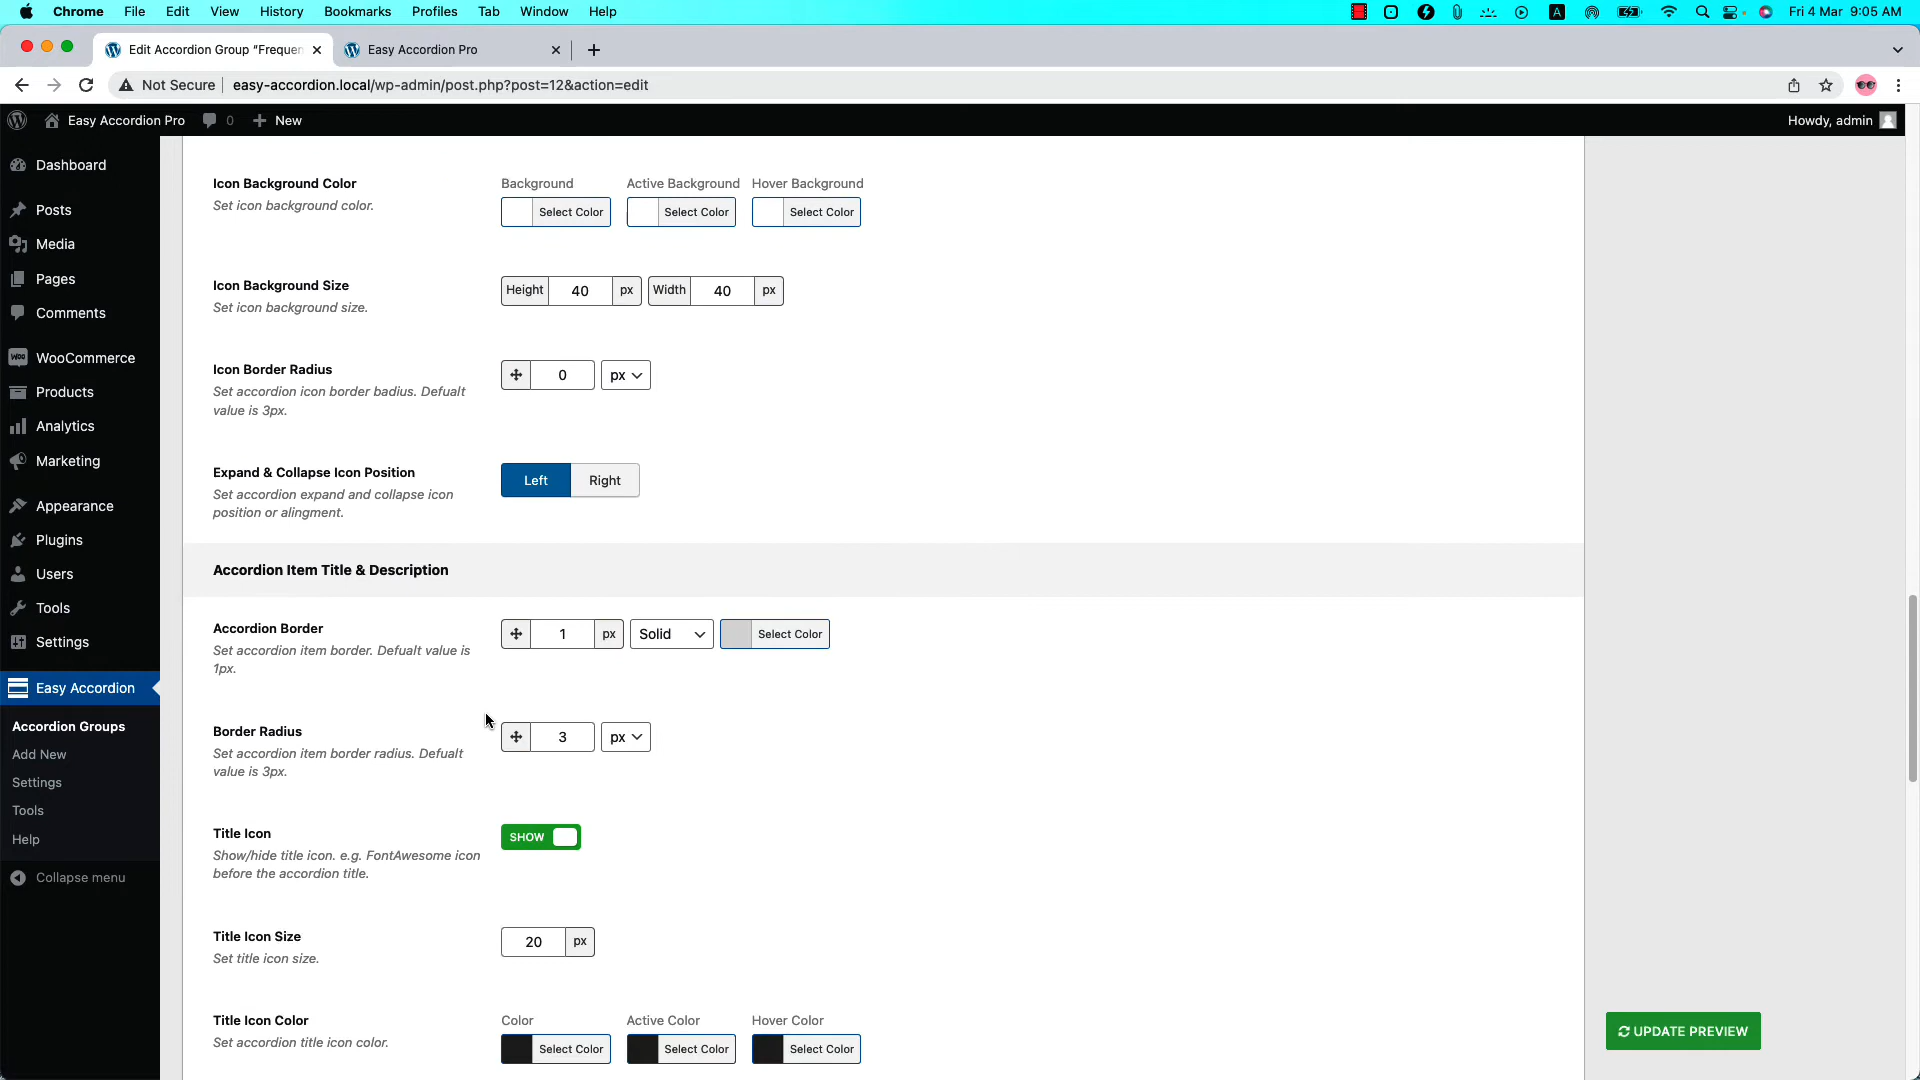 Chrome File Edit View History Bookmarks Profiles Tab Window Help A Fri 4 Mar 9:05 AM
Edit Accordion Group "Frequen Easy Accordion Pro
Not Secure easy-accordion.local/wp-admin/post.php?post=12&action=edit
Easy Accordion Pro 0 New Howdy, admin
Dashboard
Posts
Media
Pages
Comments
WooCommerce
Products
Analytics
Marketing
Appearance
Plugins
Users
Tools
Settings
Easy Accordion
Accordion Groups
Add New
Settings
Tools
Help
Collapse menu
Icon Background Color
Set icon background color.
Background Active Background Hover Background
Select Color Select Color Select Color
Icon Background Size
Set icon background size.
Height 40 px Width 40 px
Icon Border Radius
Set accordion icon border badius. Defualt
value is 3px.
0 px
Expand & Collapse Icon Position
Set accordion expand and collapse icon
position or alingment.
Left Right
Accordion Item Title & Description
Accordion Border
Set accordion item border. Defualt value is
1px.
1 px Solid Select Color
Border Radius
Set accordion item border radius. Defualt
value is 3px.
3 px
Title Icon
Show/hide title icon. e.g. FontAwesome icon
before the accordion title.
SHOW
Title Icon Size
Set title icon size.
20 px
Title Icon Color
Set accordion title icon color.
Color Active Color Hover Color
Select Color Select Color Select Color
UPDATE PREVIEW